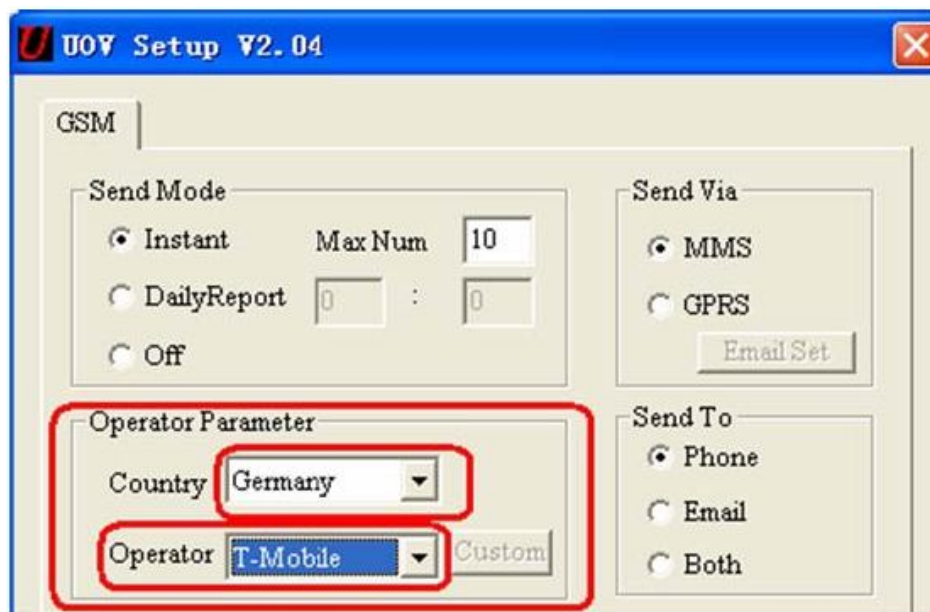 UOV Setup V2.04
GSM
Send Mode
Instant Max Num 10
DailyReport 0 : 0
Off
Send Via
MMS
GPRS
Email Set
Operator Parameter
Country Germany
Operator T-Mobile Custom
Send To
Phone
Email
Both